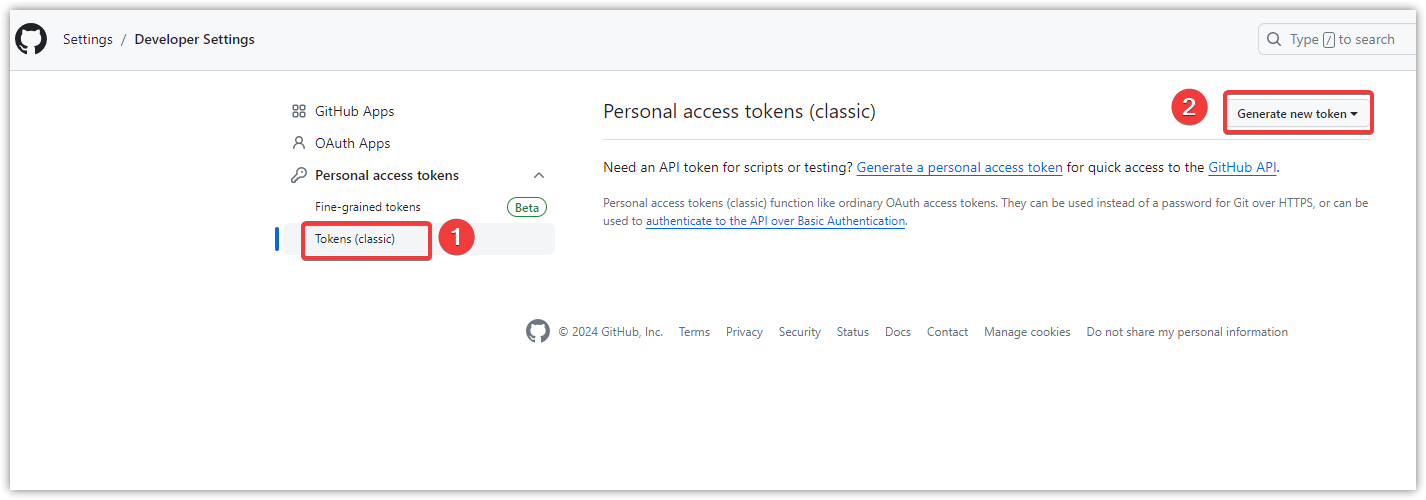 Settings / Developer Settings
Type / to search
GitHub Apps
OAuth Apps
Personal access tokens
Fine-grained tokens Beta
Tokens (classic) 1
Personal access tokens (classic) 2 Generate new token
Need an API token for scripts or testing? Generate a personal access token for quick access to the GitHub API.
Personal access tokens (classic) function like ordinary OAuth access tokens. They can be used instead of a password for Git over HTTPS, or can be
used to authenticate to the API over Basic Authentication.
© 2024 GitHub, Inc. Terms Privacy Security Status Docs Contact Manage cookies Do not share my personal information